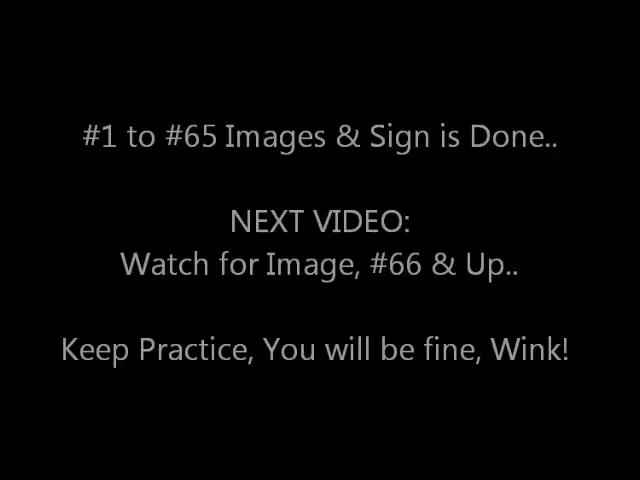 #1 to #65 Images & Sign is Done..
NEXT VIDEO:
Watch for Image, #66 & Up..
Keep Practice, You will be fine, Wink!